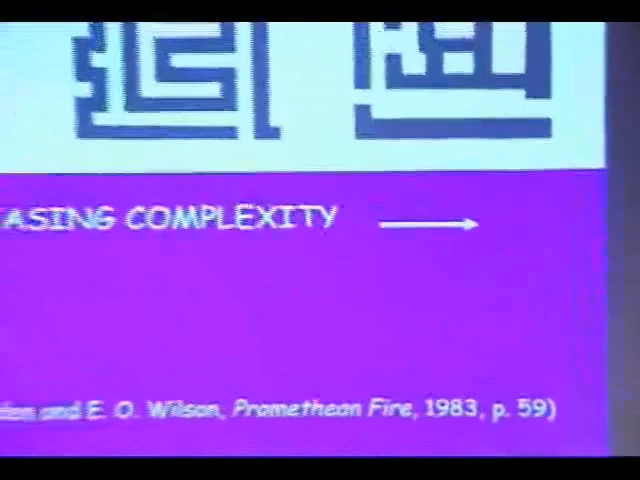 ASING COMPLEXITY
and E. O. Wilson, Promethean Fire, 1983, p. 59)